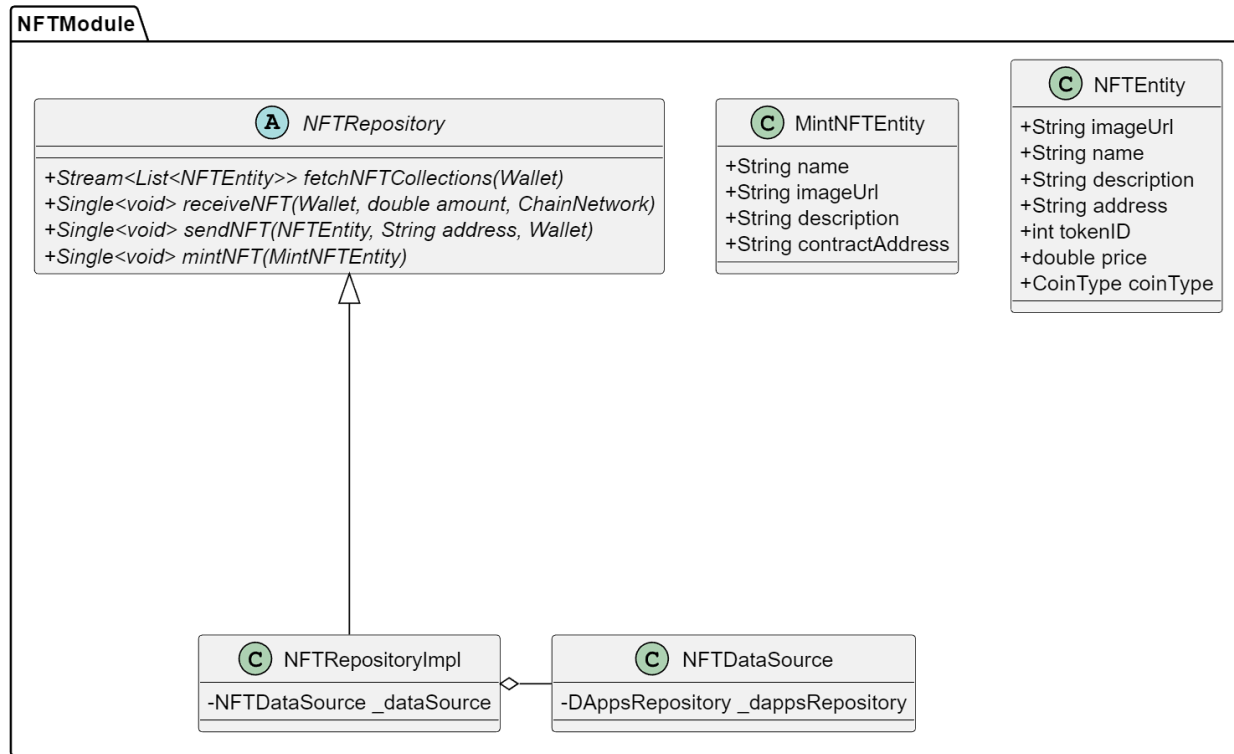 NFTModule
A NFTRepository
+Stream<List<NFTEntity>> fetchNFTCollections(Wallet)
+Single<void> receiveNFT(Wallet, double amount, ChainNetwork)
+Single<void> sendNFT(NFTEntity, String address, Wallet)
+Single<void> mintNFT(MintNFTEntity)
C MintNFTEntity
+String name
+String imageUrl
+String description
+String contractAddress
C NFTEntity
+String imageUrl
+String name
+String description
+String address
+int tokenID
+double price
+CoinType coinType
C NFTRepositoryImpl
-NFTDataSource _dataSource
C NFTDataSource
-DAppsRepository _dappsRepository